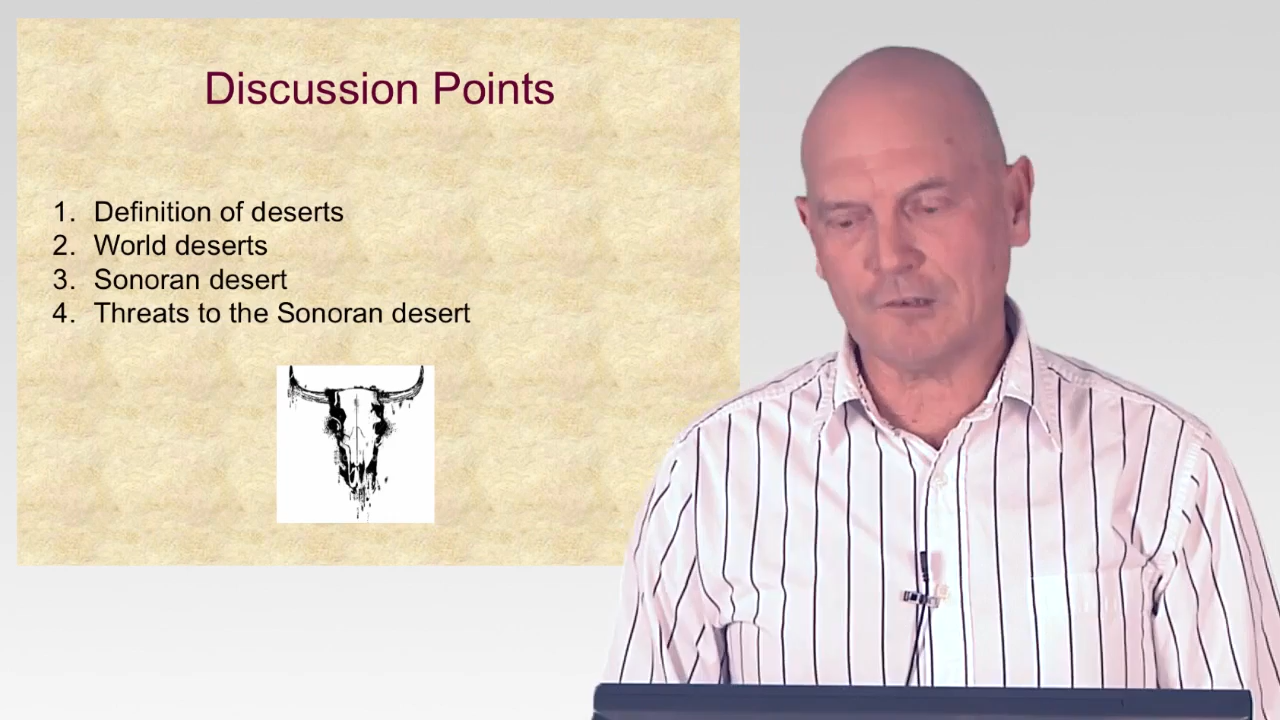 Discussion Points
1. Definition of deserts
2. World deserts
3. Sonoran desert
4. Threats to the Sonoran desert